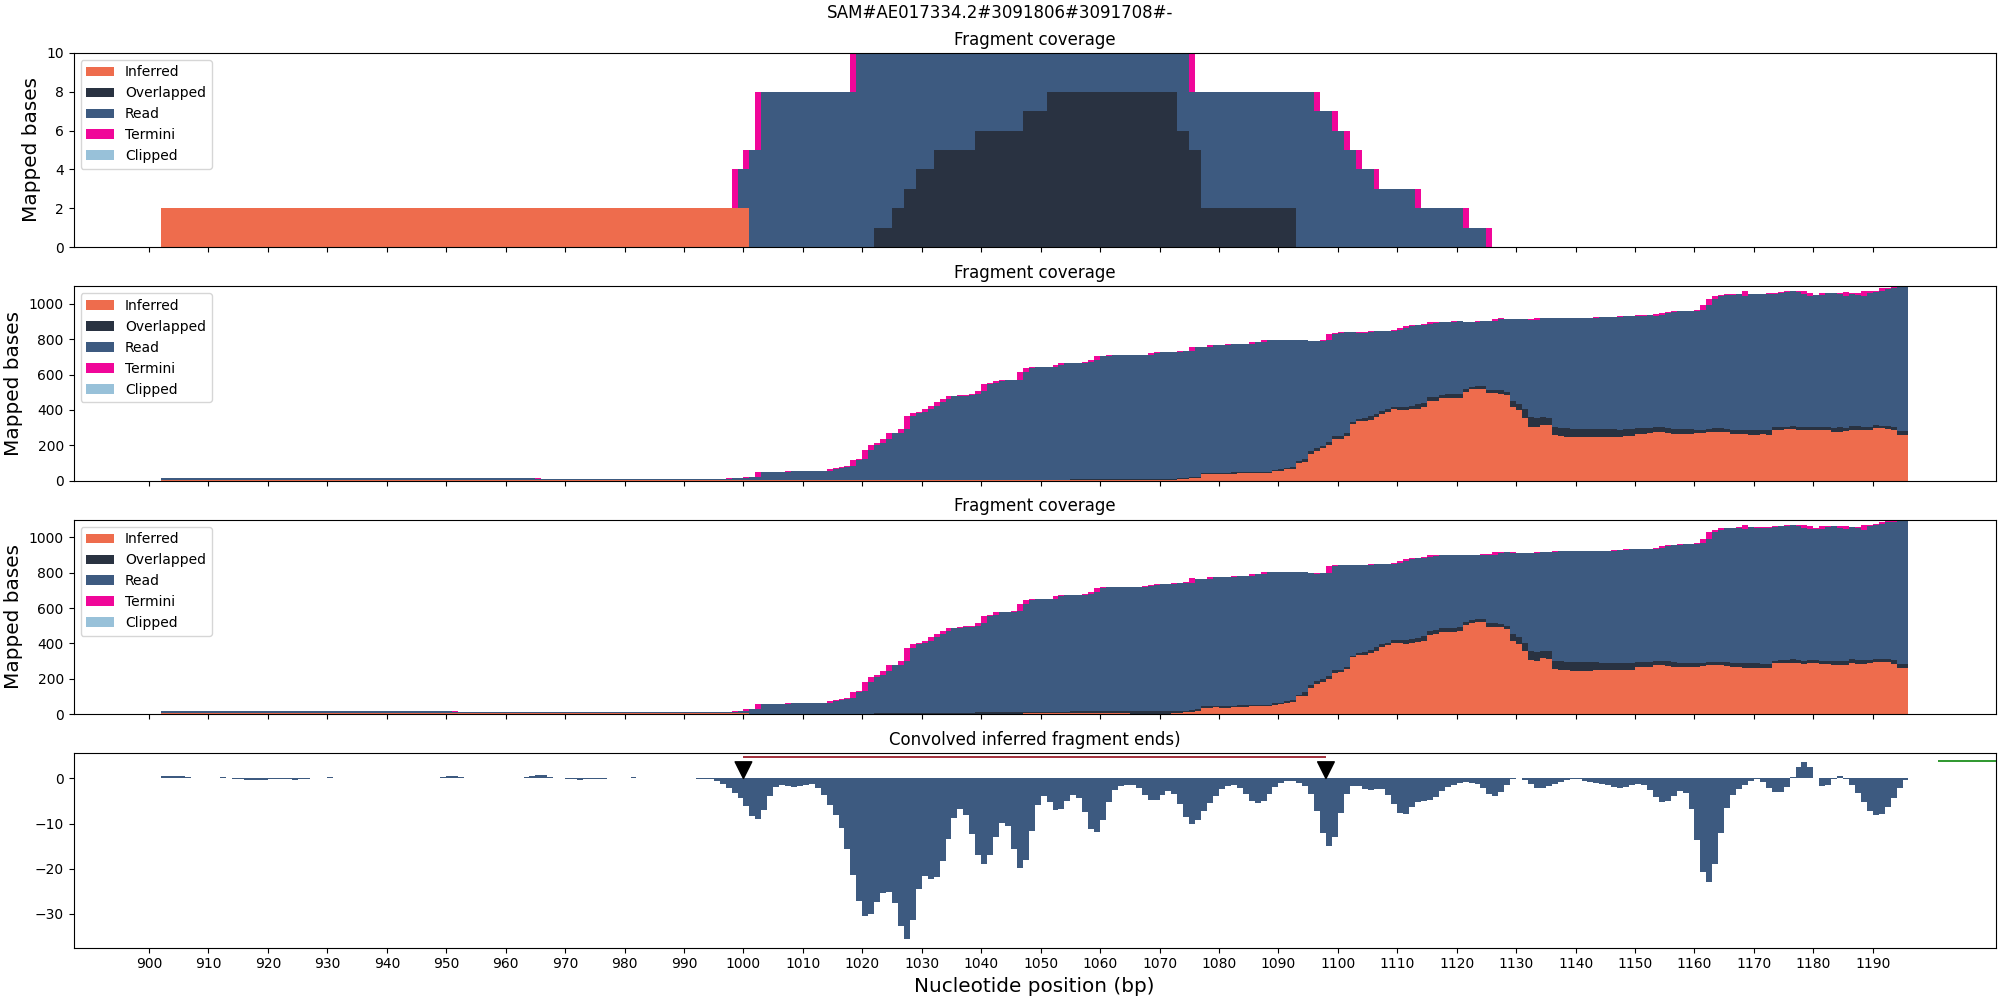 SAM#AE017334.2#3091806#3091708#-
Fragment coverage
Mapped bases
10
8
6
4
2
0
Inferred
Overlapped
Read
Termini
Clipped
Fragment coverage
Mapped bases
1000
800
600
400
200
0
Inferred
Overlapped
Read
Termini
Clipped
Fragment coverage
Mapped bases
1000
800
600
400
200
0
Inferred
Overlapped
Read
Termini
Clipped
Convolved inferred fragment ends)
0
−10
−20
−30
900 910 920 930 940 950 960 970 980 990 1000 1010 1020 1030 1040 1050 1060 1070 1080 1090 1100 1110 1120 1130 1140 1150 1160 1170 1180 1190
Nucleotide position (bp)